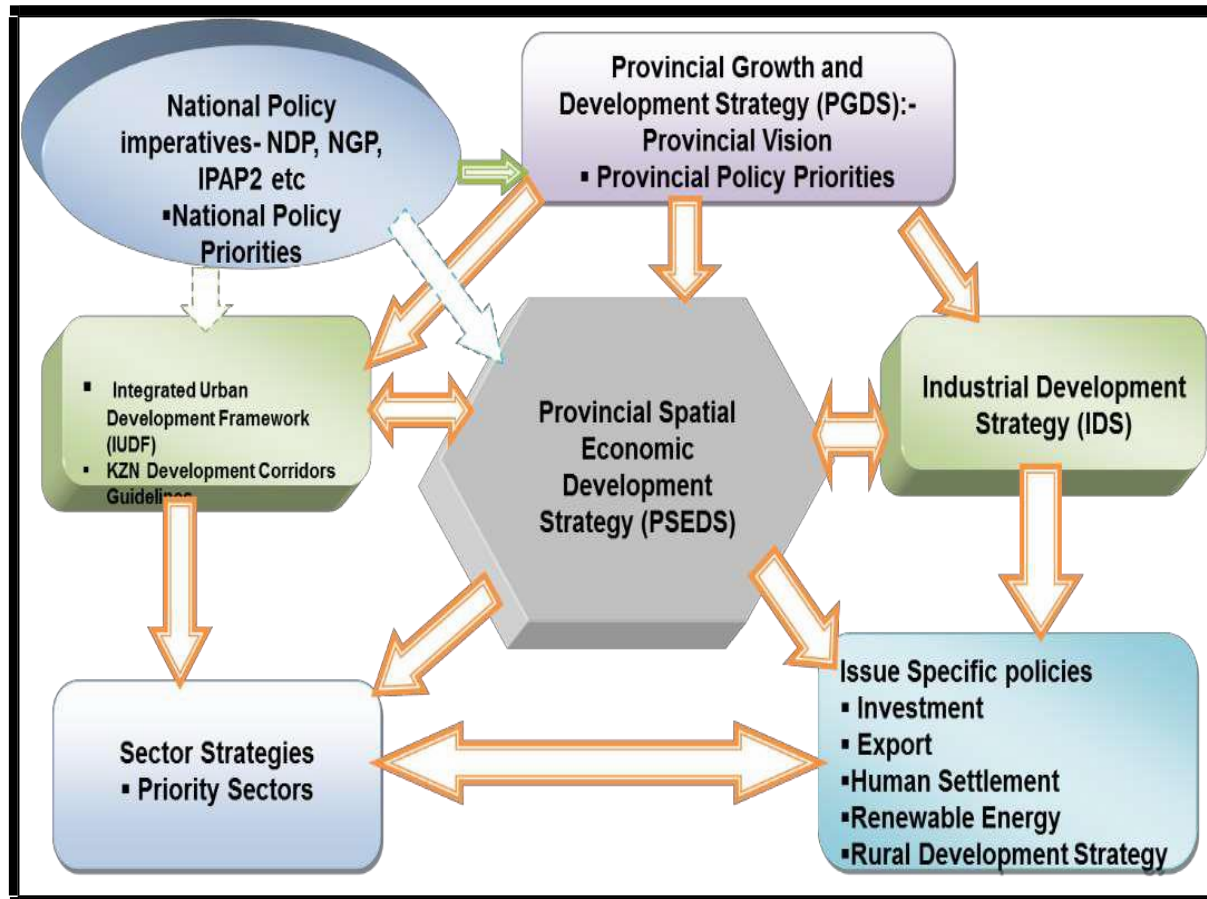 National Policy
imperatives- NDP, NGP,
IPAP2 etc
▪National Policy
Priorities
Provincial Growth and
Development Strategy (PGDS):-
Provincial Vision
▪ Provincial Policy Priorities
▪ Integrated Urban
Development Framework
(IUDF)
▪ KZN Development Corridors
Guidelines
Provincial Spatial
Economic
Development
Strategy (PSEDS)
Industrial Development
Strategy (IDS)
Sector Strategies
▪ Priority Sectors
Issue Specific policies
▪ Investment
▪ Export
▪Human Settlement
▪Renewable Energy
▪Rural Development Strategy